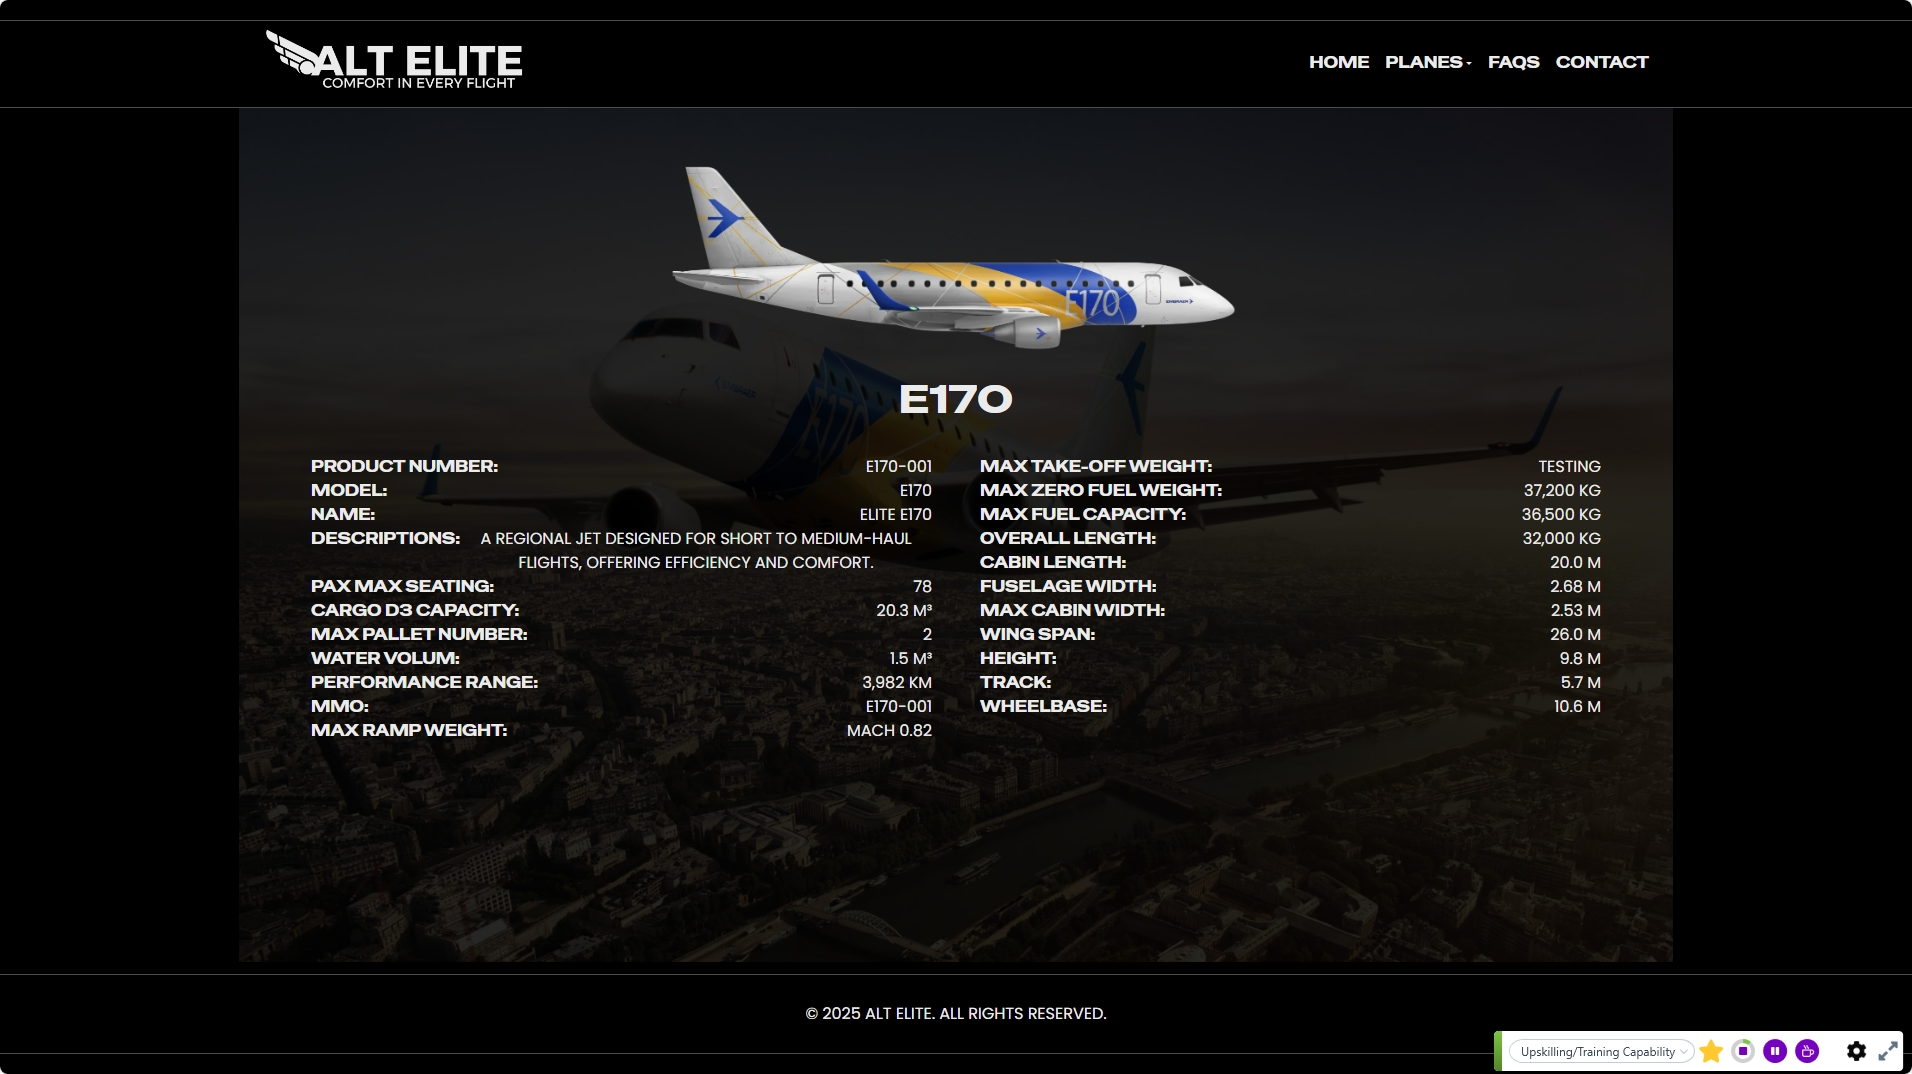 ALT ELITE
COMFORT IN EVERY FLIGHT
HOME PLANES FAQS CONTACT
E170
E170
PRODUCT NUMBER: E170-001
MODEL: E170
NAME: ELITE E170
DESCRIPTIONS: A REGIONAL JET DESIGNED FOR SHORT TO MEDIUM-HAUL
FLIGHTS, OFFERING EFFICIENCY AND COMFORT.
PAX MAX SEATING: 78
CARGO D3 CAPACITY: 20.3 M³
MAX PALLET NUMBER: 2
WATER VOLUM: 1.5 M³
PERFORMANCE RANGE: 3,982 KM
MMO: E170-001
MAX RAMP WEIGHT: MACH 0.82
MAX TAKE-OFF WEIGHT: TESTING
MAX ZERO FUEL WEIGHT: 37,200 KG
MAX FUEL CAPACITY: 36,500 KG
OVERALL LENGTH: 32,000 KG
CABIN LENGTH: 20.0 M
FUSELAGE WIDTH: 2.68 M
MAX CABIN WIDTH: 2.53 M
WING SPAN: 26.0 M
HEIGHT: 9.8 M
TRACK: 5.7 M
WHEELBASE: 10.6 M
© 2025 ALT ELITE. ALL RIGHTS RESERVED.
Upskilling/Training Capability